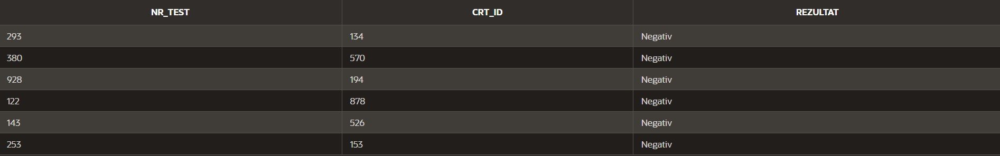 NR_TEST CRT_ID REZULTAT
293 134 Negativ
380 570 Negativ
928 194 Negativ
122 878 Negativ
143 526 Negativ
253 153 Negativ